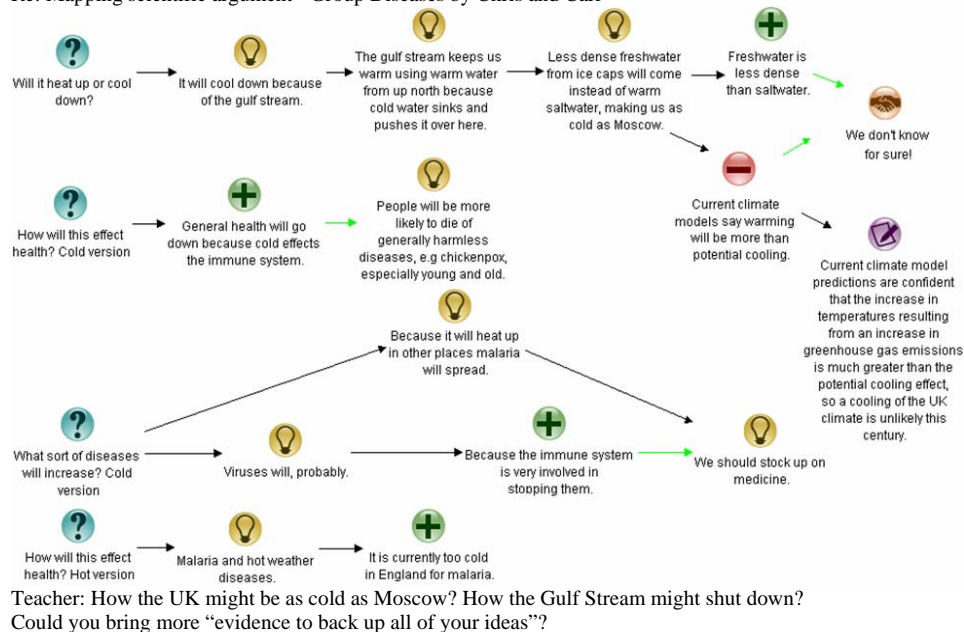 Re: Mapping scientific argument - Group Diseases by Chris and Carl
Will it heat up or cool
down?
It will cool down because
of the gulf stream.
The gulf stream keeps us
warm using warm water
from up north because
cold water sinks and
pushes it over here.
Less dense freshwater
from ice caps will come
instead of warm
saltwater, making us as
cold as Moscow.
Freshwater is
less dense
than saltwater.
We don't know
for sure!
Current climate
models say warming
will be more than
potential cooling.
Current climate model
predictions are confident
that the increase in
temperatures resulting
from an increase in
greenhouse gas emissions
is much greater than the
potential cooling effect,
so a cooling of the UK
climate is unlikely this
century.
How will this effect
health? Cold version
General health will go
down because cold effects
the immune system.
People will be more
likely to die of
generally harmless
diseases, e.g chickenpox,
especially young and old.
Because it will heat up
in other places malaria
will spread.
What sort of diseases
will increase? Cold
version
Viruses will, probably.
Because the immune system
is very involved in
stopping them.
We should stock up on
medicine.
How will this effect
health? Hot version
Malaria and hot weather
diseases.
It is currently too cold
in England for malaria.
Teacher: How the UK might be as cold as Moscow? How the Gulf Stream might shut down?
Could you bring more “evidence to back up all of your ideas”?